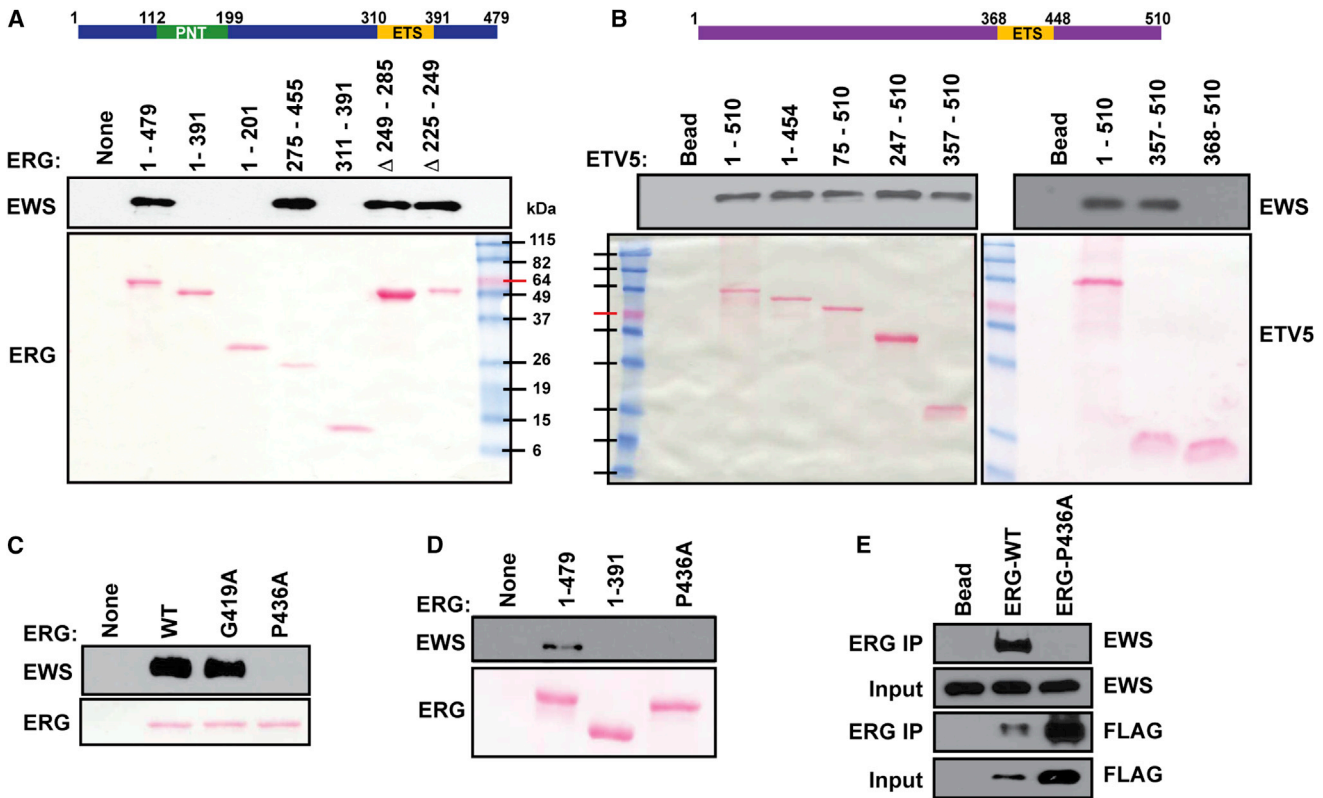 A
1 112 199 310 391 479
PNT ETS
ERG: None 1 - 479 1- 391 1 - 201 275 - 455 311 - 391 △ 249 - 285 △ 225 - 249
EWS
kDa
115
82
64
49
37
26
19
15
6
ERG
B
1 368 448 510
ETS
ETV5: Bead 1 - 510 1 - 454 75 - 510 247 - 510 357 - 510
Bead 1 - 510 357 - 510 368- 510
EWS
ETV5
C
ERG: None WT G419A P436A
EWS
ERG
D
ERG: None 1-479 1-391 P436A
EWS
ERG
E
Bead ERG-WT ERG-P436A
ERG IP EWS
Input EWS
ERG IP FLAG
Input FLAG